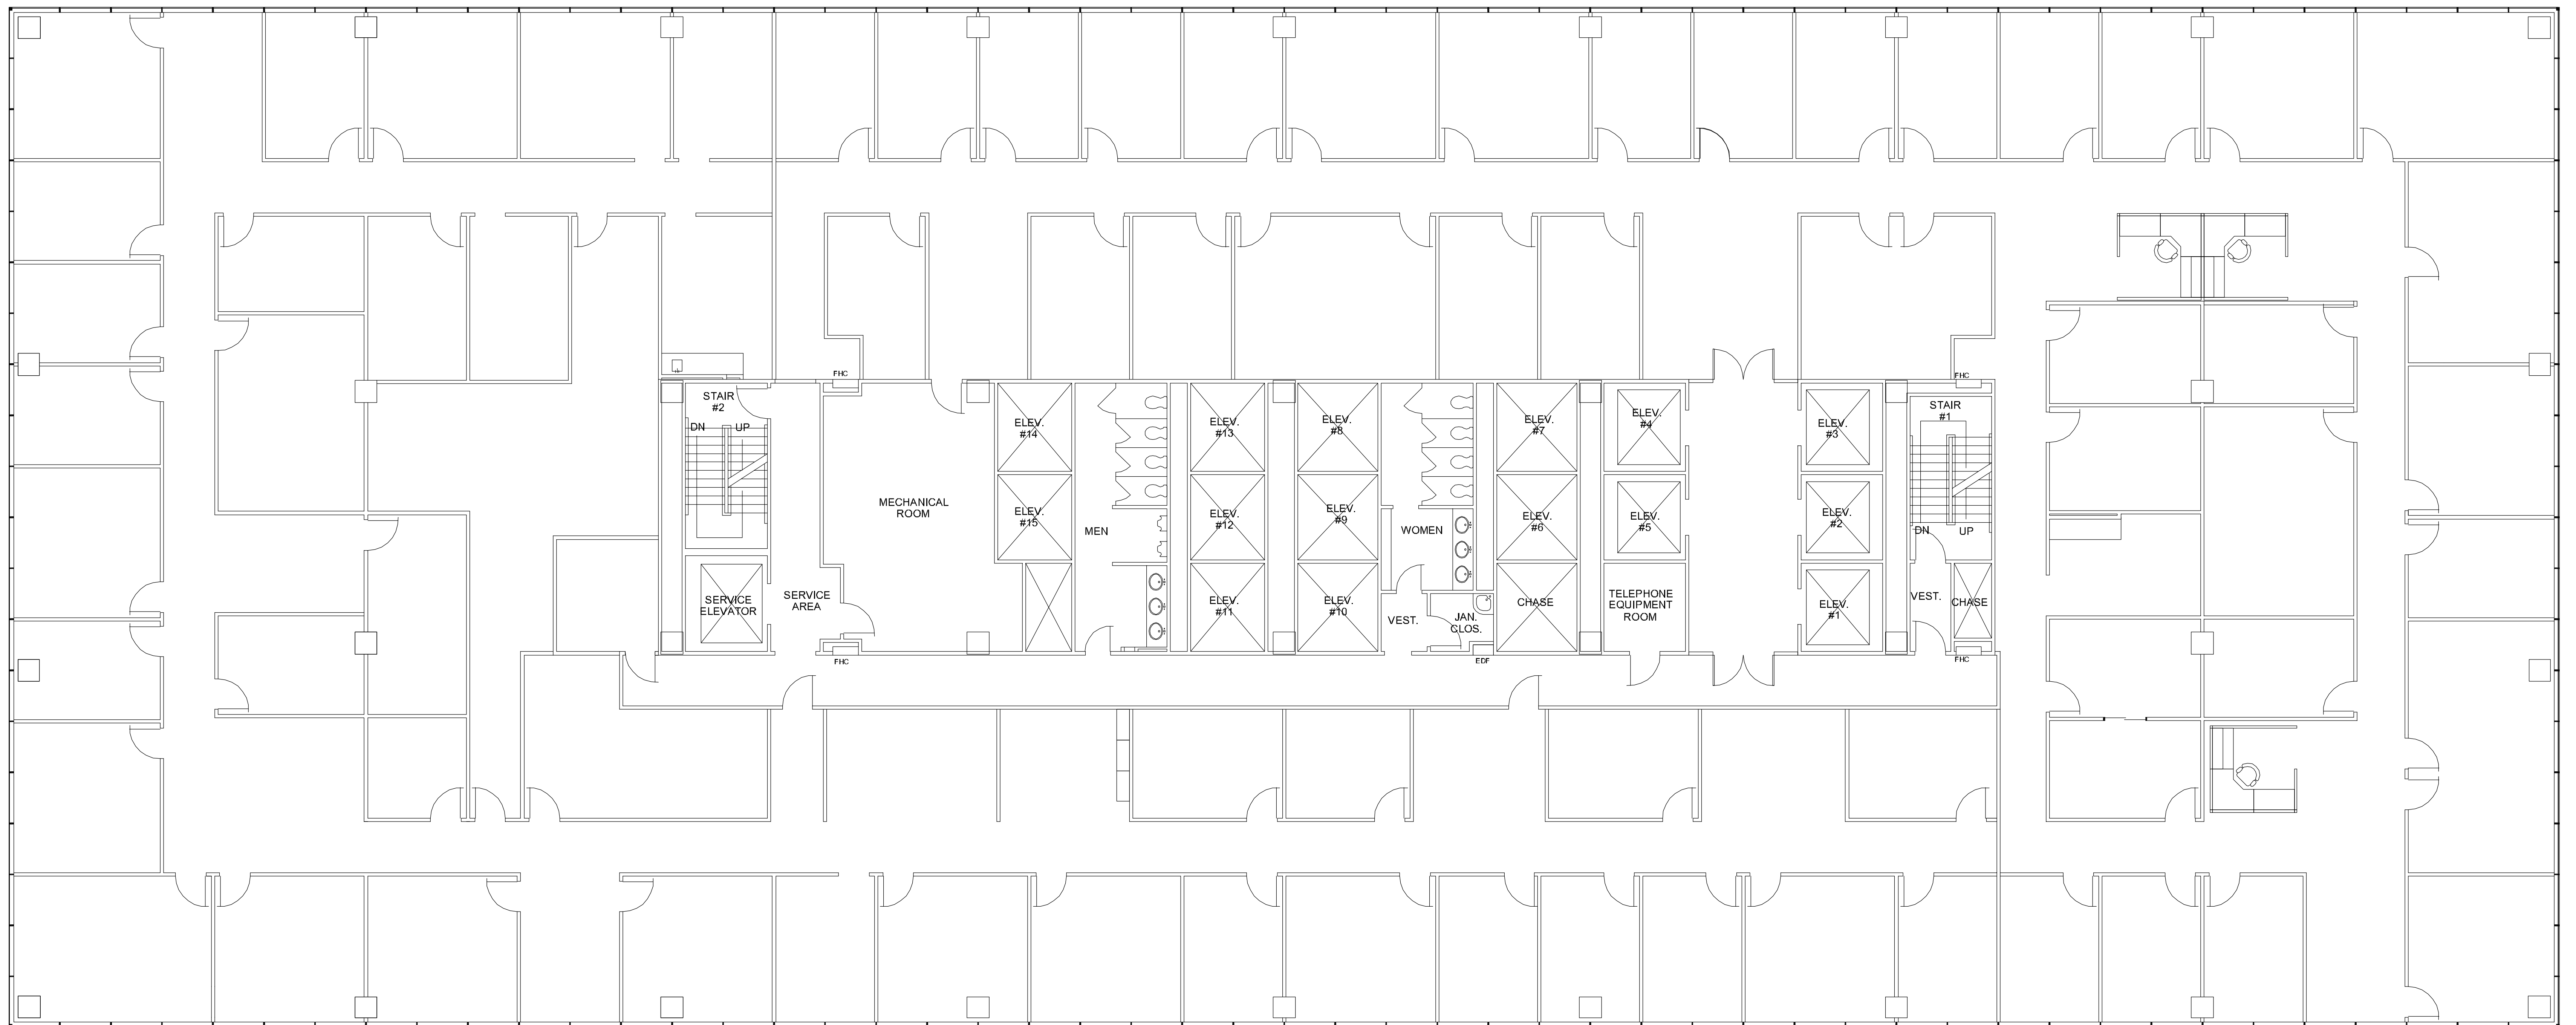 FHC
FHC
STAIR
#2
DN
UP
ELEV.
#14
ELEV.
#13
ELEV.
#8
ELEV.
#7
ELEV.
#4
ELEV.
#3
STAIR
#1
MECHANICAL
ROOM
ELEV.
#15
MEN
ELEV.
#12
ELEV.
#9
WOMEN
ELEV.
#6
ELEV.
#5
ELEV.
#2
DN
UP
SERVICE
ELEVATOR
SERVICE
AREA
ELEV.
#11
ELEV.
#10
VEST.
JAN.
CLOS.
CHASE
TELEPHONE
EQUIPMENT
ROOM
ELEV.
#1
VEST.
CHASE
FHC
EDF
FHC